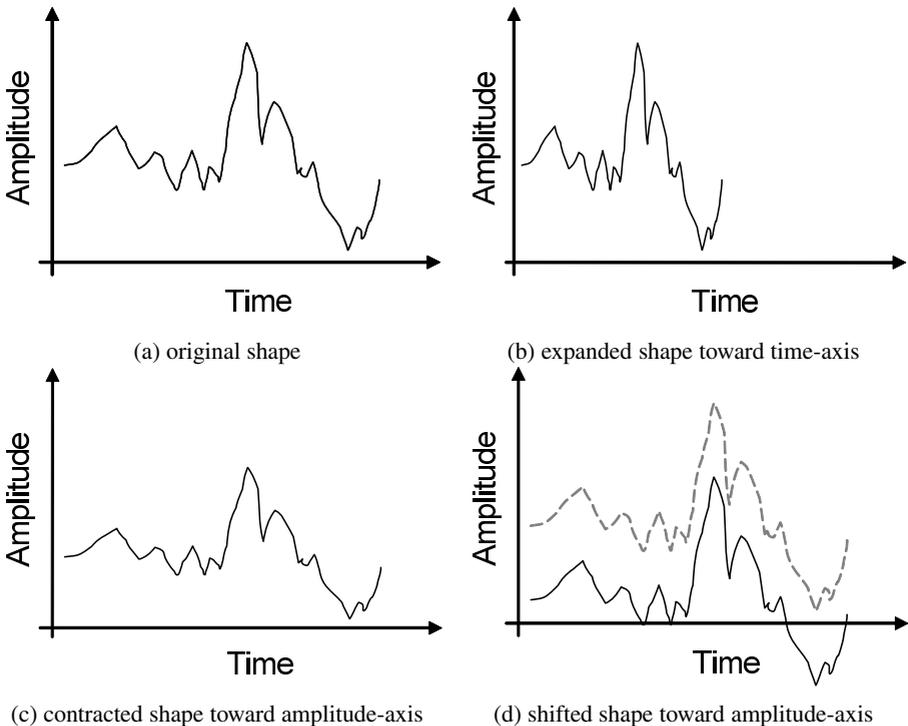 Amplitude
Time
(a) original shape
Amplitude
Time
(b) expanded shape toward time-axis
Amplitude
Time
(c) contracted shape toward amplitude-axis
Amplitude
Time
(d) shifted shape toward amplitude-axis